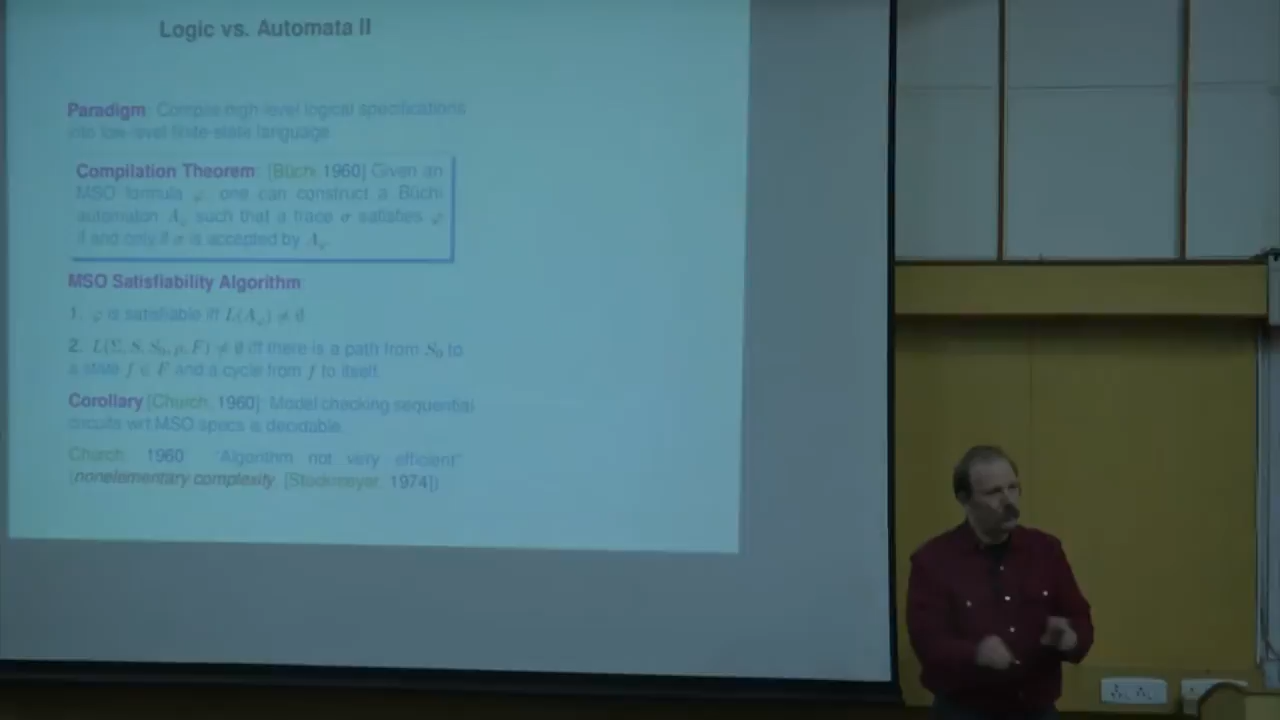 Logic vs. Automata II
Paradigm: Compile high-level logical specifications
into low-level finite-state language
Compilation Theorem: [Büchi, 1960] Given an
MSO formula φ, one can construct a Büchi
automaton A_φ such that a trace σ satisfies φ
if and only if σ is accepted by A_φ.
MSO Satisfiability Algorithm:
1. φ is satisfiable iff L(A_φ) ≠ ∅
2. L(Σ, S, S₀, ρ, F) ≠ ∅ iff there is a path from S₀ to
a state f ∈ F and a cycle from f to itself.
Corollary [Church, 1960]: Model checking sequential
circuits wrt MSO specs is decidable.
Church, 1960: "Algorithm not very efficient"
(nonelementary complexity, [Stockmeyer, 1974])